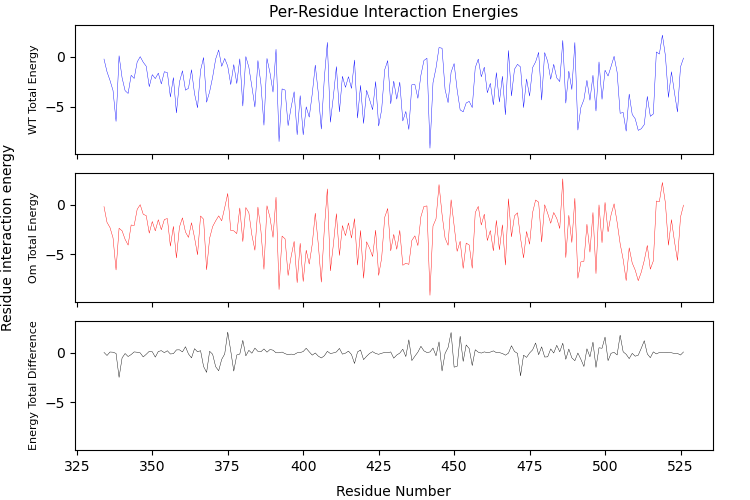 Per-Residue Interaction Energies
Residue interaction energy
WT Total Energy
0
−5
Om Total Energy
0
−5
Energy Total Difference
0
−5
325 350 375 400 425 450 475 500 525
Residue Number